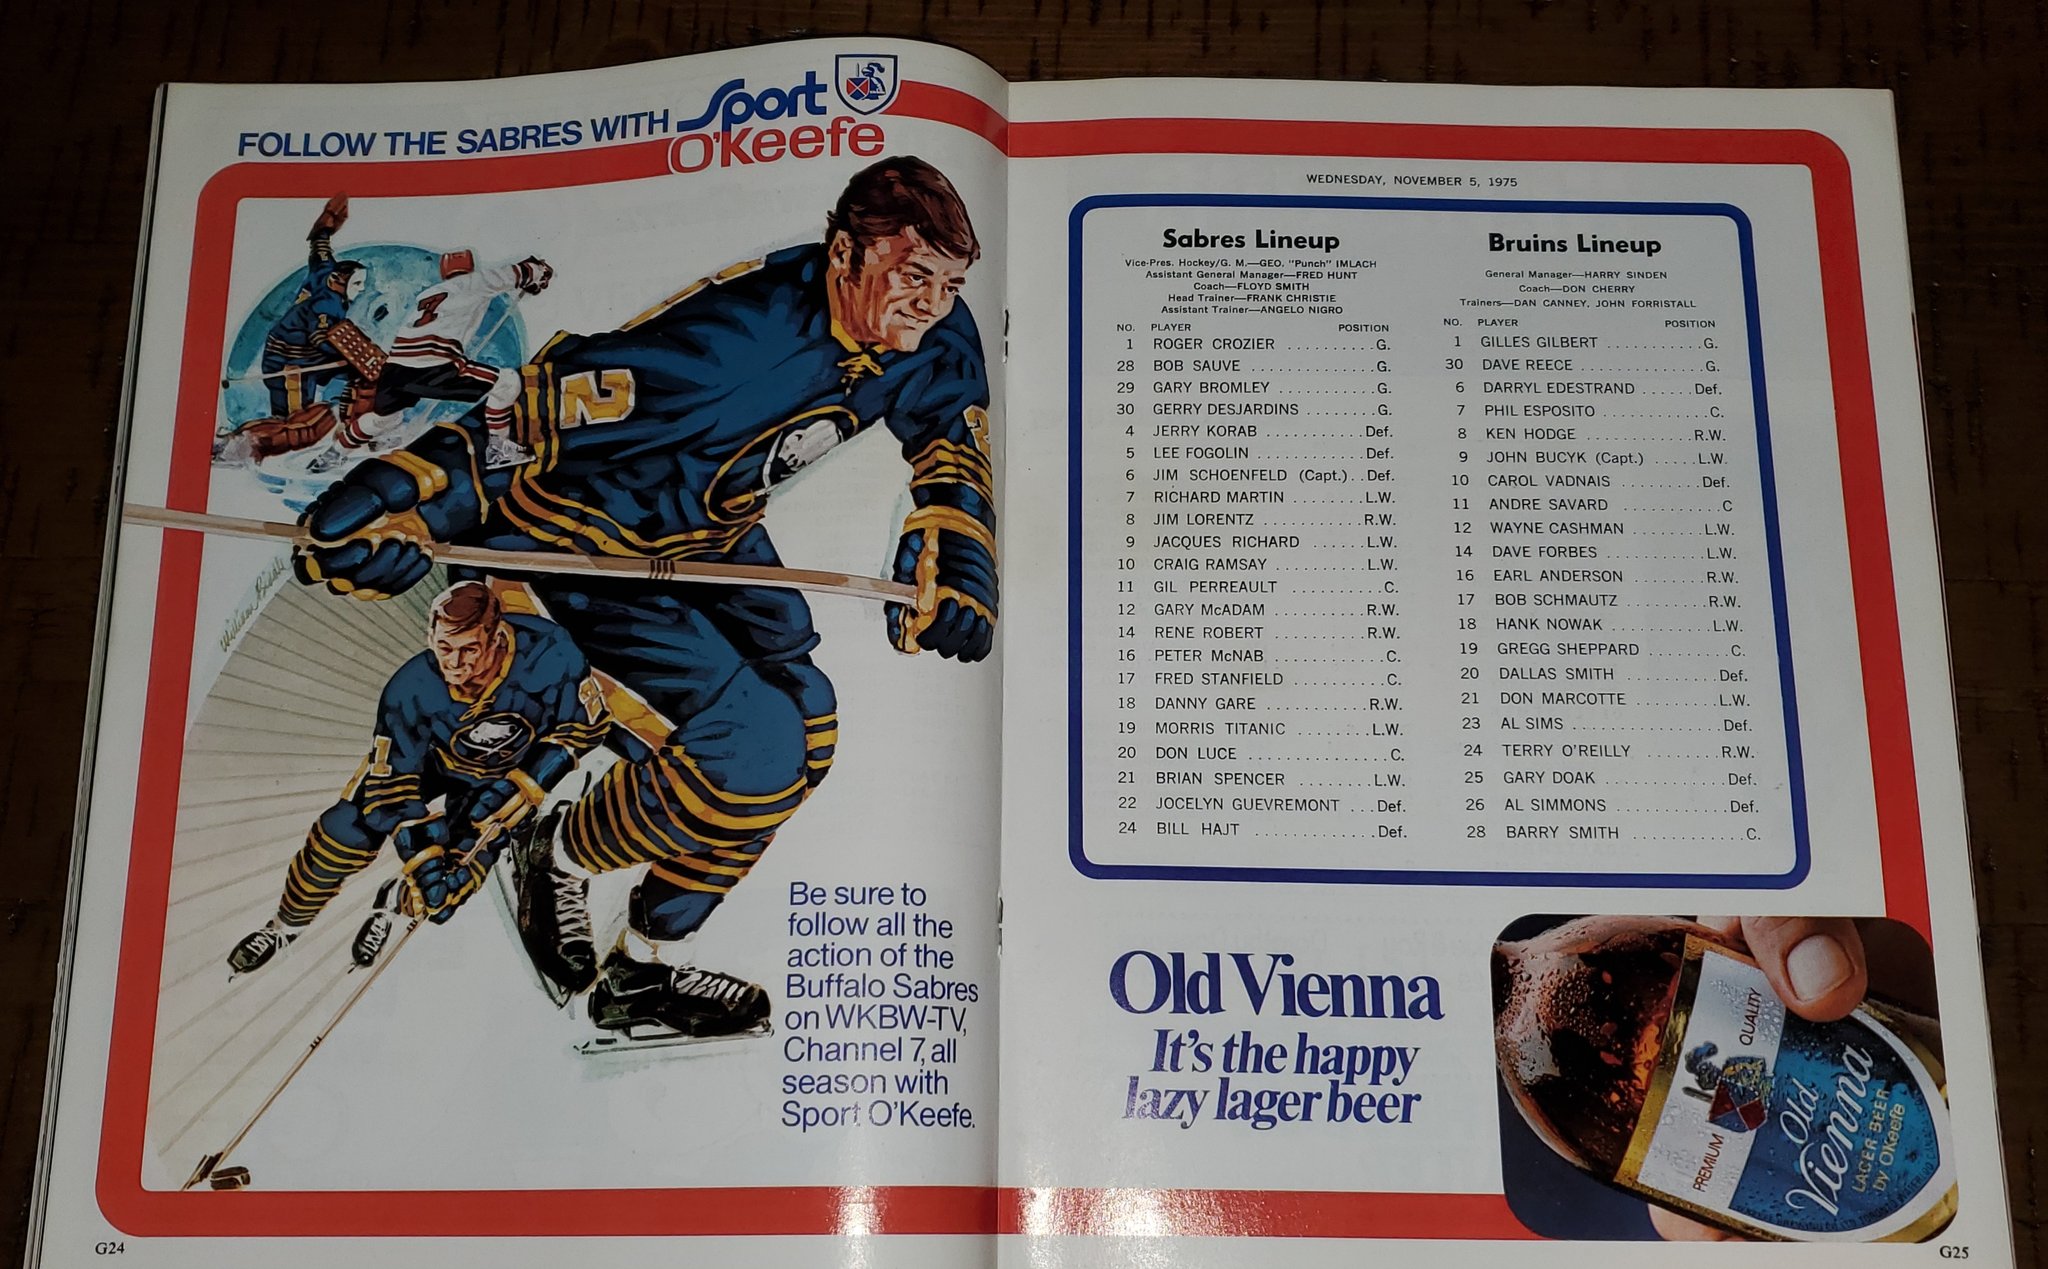 FOLLOW THE SABRES WITH Sport
O'Keefe
7
1
2
2
William Biddle
1
Be sure to
follow all the
action of the
Buffalo Sabres
on WKBW-TV,
Channel 7, all
season with
Sport O'Keefe.
G24
WEDNESDAY, NOVEMBER 5, 1975
Sabres Lineup
Vice-Pres. Hockey/G. M.—GEO. "Punch" IMLACH
Assistant General Manager—FRED HUNT
Coach—FLOYD SMITH
Head Trainer—FRANK CHRISTIE
Assistant Trainer—ANGELO NIGRO
NO. PLAYER POSITION
1 ROGER CROZIER ..........G.
28 BOB SAUVE ..............G.
29 GARY BROMLEY ..........G.
30 GERRY DESJARDINS ........G.
4 JERRY KORAB ...........Def.
5 LEE FOGOLIN ............Def.
6 JIM SCHOENFELD (Capt.)..Def.
7 RICHARD MARTIN ........L.W.
8 JIM LORENTZ ............R.W.
9 JACQUES RICHARD ......L.W.
10 CRAIG RAMSAY ..........L.W.
11 GIL PERREAULT ..........C.
12 GARY McADAM ..........R.W.
14 RENE ROBERT ...........R.W.
16 PETER McNAB ............C.
17 FRED STANFIELD ..........C.
18 DANNY GARE ............R.W.
19 MORRIS TITANIC ........L.W.
20 DON LUCE ..............C.
21 BRIAN SPENCER ........L.W.
22 JOCELYN GUEVREMONT ...Def.
24 BILL HAJT .............Def.
Bruins Lineup
General Manager—HARRY SINDEN
Coach—DON CHERRY
Trainers—DAN CANNEY, JOHN FORRISTALL
NO. PLAYER POSITION
1 GILLES GILBERT ...........G.
30 DAVE REECE ..............G.
6 DARRYL EDESTRAND ......Def.
7 PHIL ESPOSITO ............C.
8 KEN HODGE .............R.W.
9 JOHN BUCYK (Capt.) .....L.W.
10 CAROL VADNAIS .........Def.
11 ANDRE SAVARD ..........C
12 WAYNE CASHMAN ........L.W.
14 DAVE FORBES ...........L.W.
16 EARL ANDERSON ........R.W.
17 BOB SCHMAUTZ .........R.W.
18 HANK NOWAK ...........L.W.
19 GREGG SHEPPARD .........C.
20 DALLAS SMITH ..........Def.
21 DON MARCOTTE .........L.W.
23 AL SIMS ...............Def.
24 TERRY O'REILLY .........R.W.
25 GARY DOAK .............Def.
26 AL SIMMONS ............Def.
28 BARRY SMITH ............C.
Old Vienna
It's the happy
lazy lager beer
PREMIUM QUALITY
Old
Vienna
LAGER BEER
by O'Keefe
G25